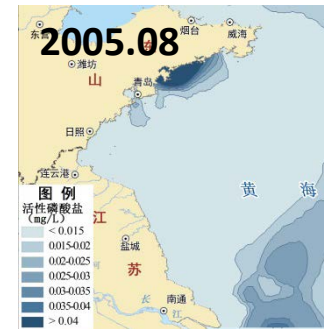 2005.08
东营
烟台
威海
潍坊
山
东
青岛
日照
连云港
黄 海
图 例
活性磷酸盐
(mg/L)
< 0.015
0.015-0.02
0.02-0.025
0.025-0.03
0.03-0.035
0.035-0.04
> 0.04
江
苏
盐城
南通
长
江